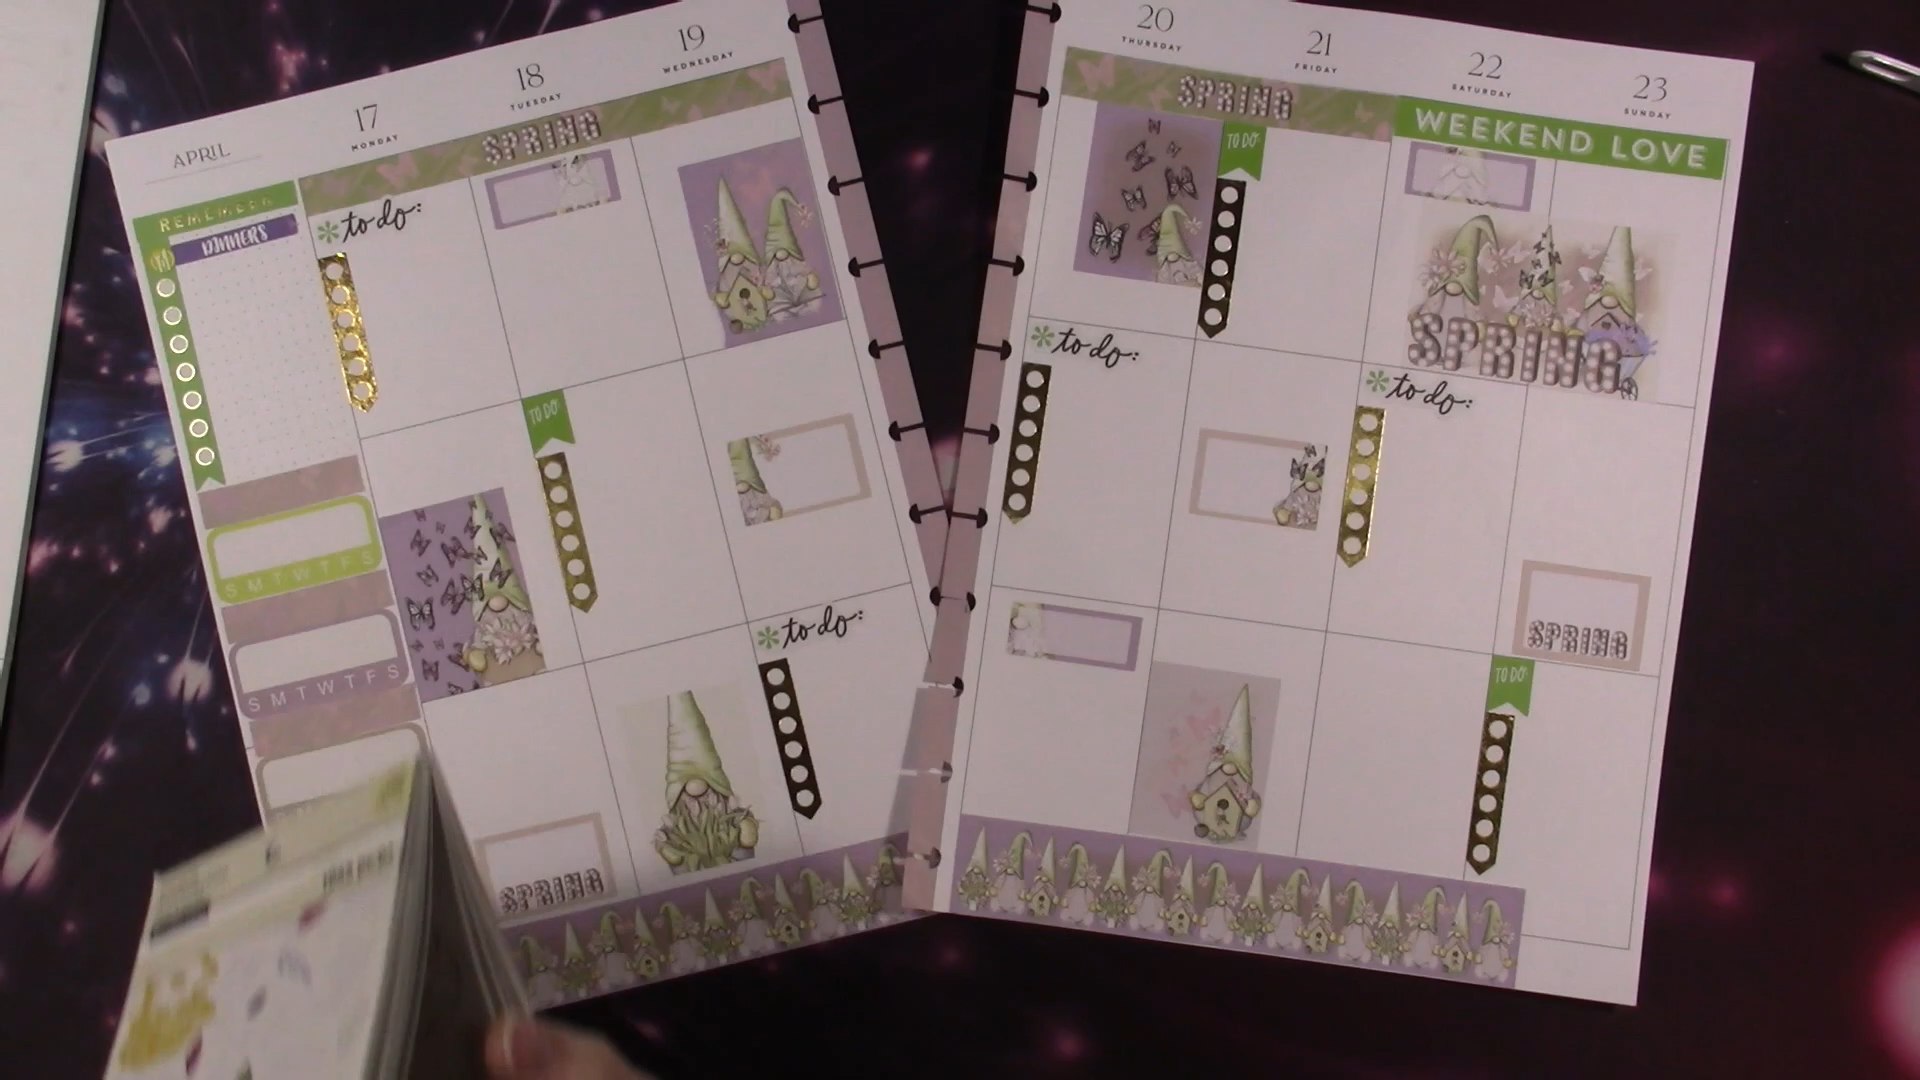 APRIL
17
MONDAY
18
TUESDAY
19
WEDNESDAY
SPRING
REMEMBER
DINNERS
M
*to do:
TO DO:
S M T W T F S
S M T W T F S
*to do:
SPRING
20
THURSDAY
21
FRIDAY
22
SATURDAY
23
SUNDAY
SPRING
WEEKEND LOVE
TO DO:
SPRING
*to do:
*to do:
SPRING
TO DO: